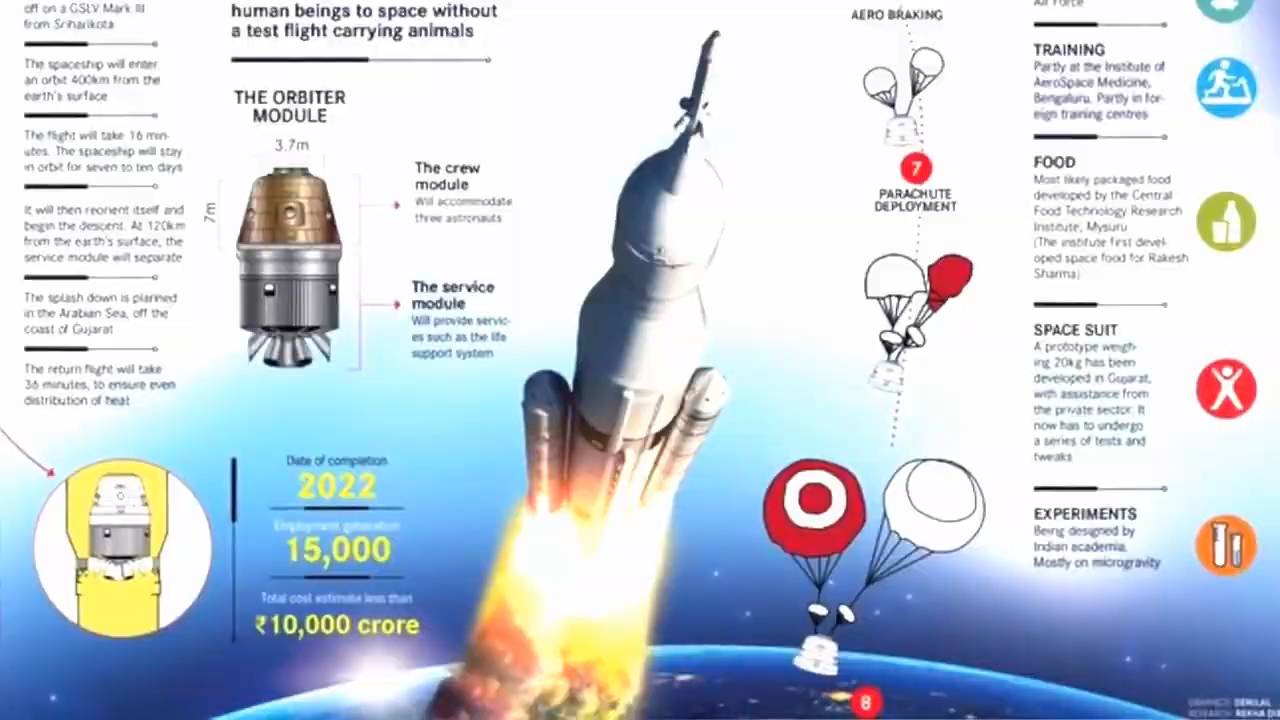 off on a GSLV Mark III
from Sriharikota
The spaceship will enter
an orbit 400km from the
earth's surface
The flight will take 16 min-
utes. The spaceship will stay
in orbit for seven to ten days
It will then reorient itself and
begin the descent. At 120km
from the earth's surface, the
service module will separate
The splash down is planned
in the Arabian Sea, off the
coast of Gujarat
The return flight will take
36 minutes, to ensure even
distribution of heat
human beings to space without
a test flight carrying animals
THE ORBITER
MODULE
3.7m
7m
The crew
module
Will accommodate
three astronauts
The service
module
Will provide servic-
es such as the life
support system
Date of completion
2022
Employment generation
15,000
Total cost estimate less than
₹10,000 crore
AERO BRAKING
7
PARACHUTE
DEPLOYMENT
8
Air Force
TRAINING
Partly at the Institute of
AeroSpace Medicine,
Bengaluru. Partly in for-
eign training centres
FOOD
Most likely packaged food
developed by the Central
Food Technology Research
Institute, Mysuru
(The institute first devel-
oped space food for Rakesh
Sharma)
SPACE SUIT
A prototype weigh-
ing 20kg has been
developed in Gujarat,
with assistance from
the private sector. It
now has to undergo
a series of tests and
tweaks
EXPERIMENTS
Being designed by
Indian academia.
Mostly on microgravity